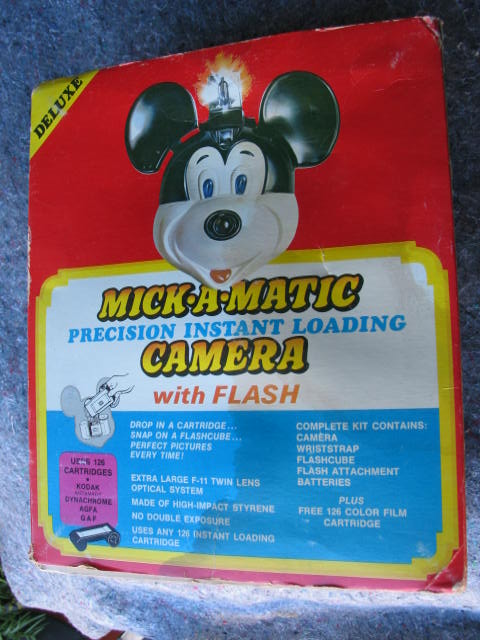 DELUXE
MICK·A·MATIC
PRECISION INSTANT LOADING
CAMERA
with FLASH
DROP IN A CARTRIDGE...
SNAP ON A FLASHCUBE...
PERFECT PICTURES
EVERY TIME!
EXTRA LARGE F-11 TWIN LENS
OPTICAL SYSTEM
MADE OF HIGH-IMPACT STYRENE
NO DOUBLE EXPOSURE
USES ANY 126 INSTANT LOADING
CARTRIDGE
COMPLETE KIT CONTAINS:
CAMERA
WRISTSTRAP
FLASHCUBE
FLASH ATTACHMENT
BATTERIES
PLUS
FREE 126 COLOR FILM
CARTRIDGE
USES 126
CARTRIDGES
• KODAK
DYNACHROME
AGFA
GAF